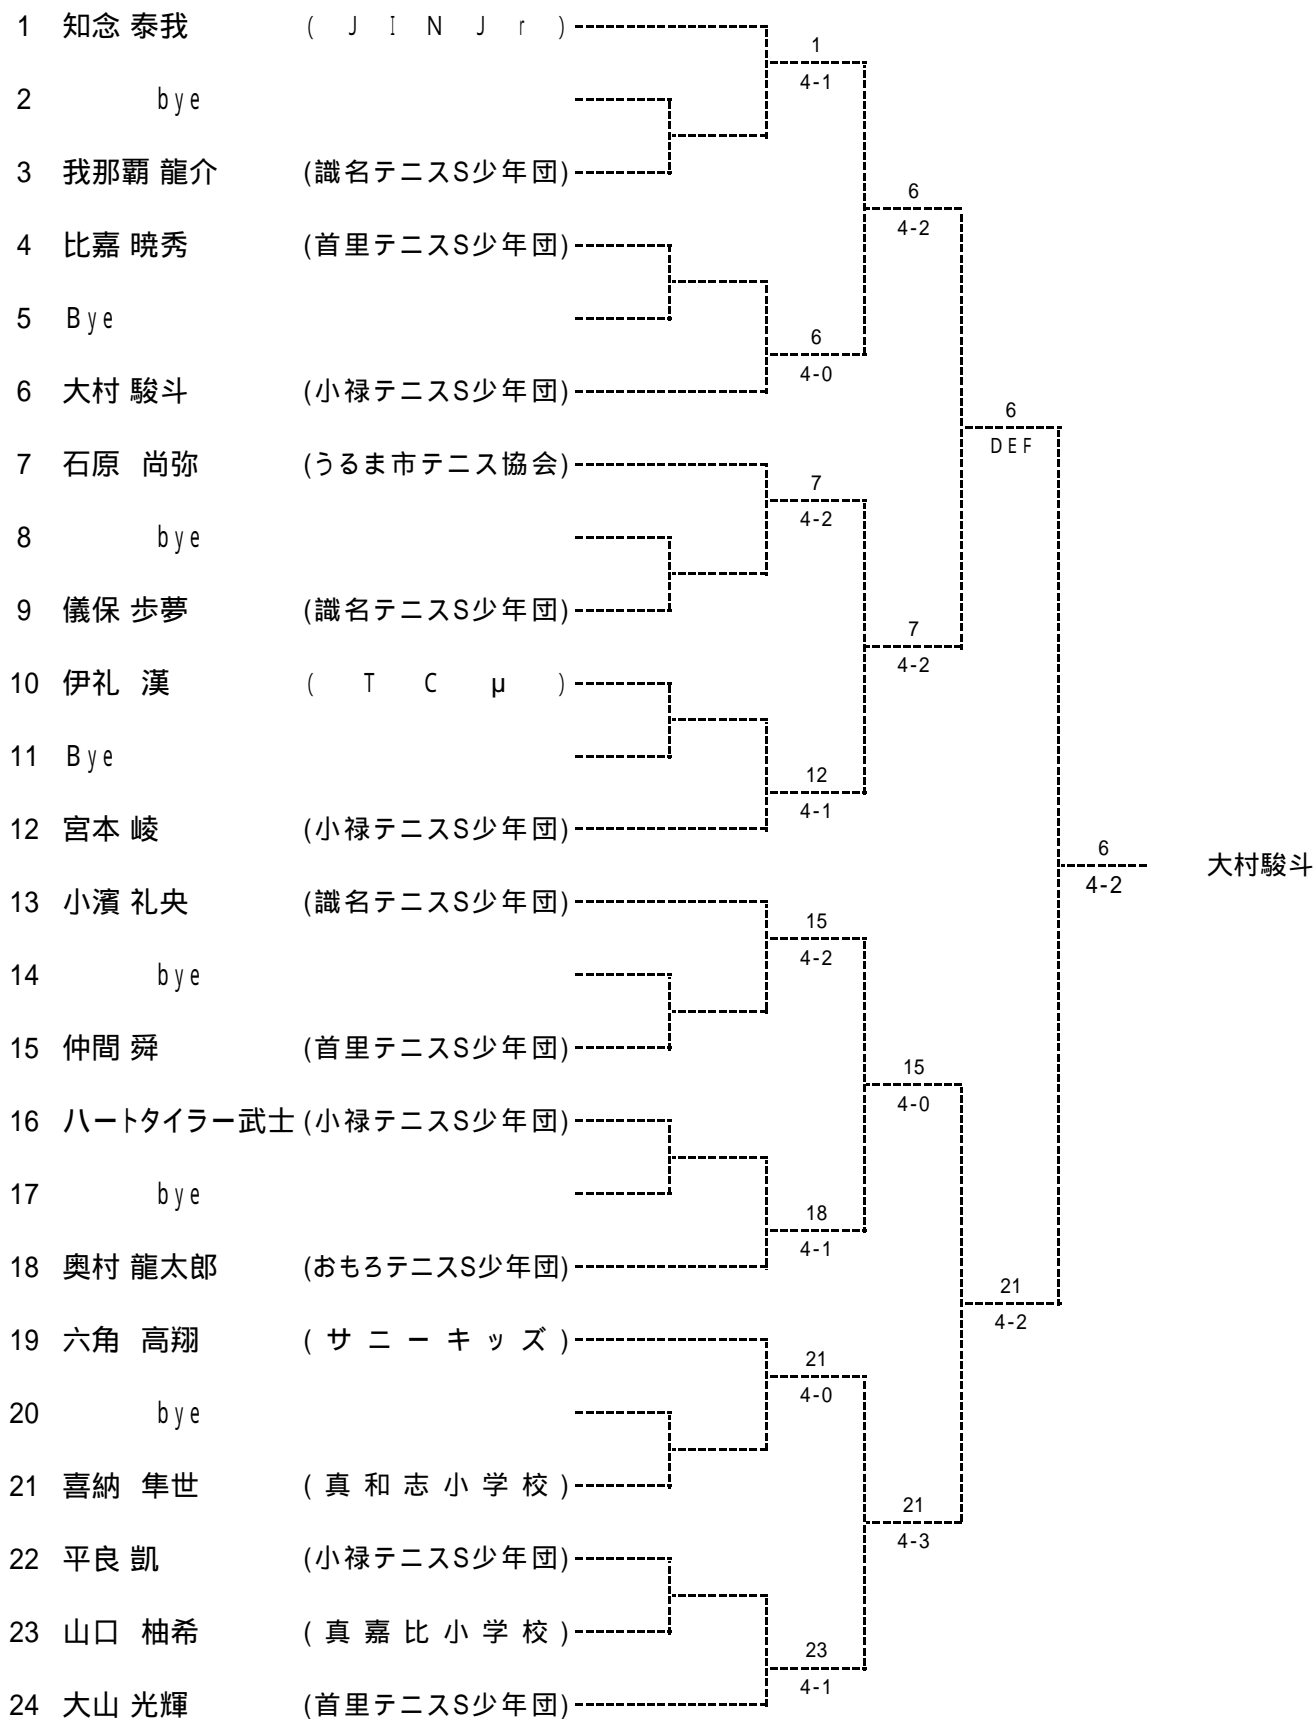 1 知念 泰我 (JINJr)
1
4-1
2 bye
3 我那覇 龍介 (識名テニスS少年団)
6
4-2
4 比嘉 暁秀 (首里テニスS少年団)
5 Bye
6
4-0
6 大村 駿斗 (小禄テニスS少年団)
6
DEF
7 石原 尚弥 (うるま市テニス協会)
7
4-2
8 bye
9 儀保 歩夢 (識名テニスS少年団)
7
4-2
10 伊礼 漢 (TCμ)
11 Bye
12
4-1
12 宮本 崚 (小禄テニスS少年団)
6
4-2
大村駿斗
13 小濱 礼央 (識名テニスS少年団)
15
4-2
14 bye
15 仲間 舜 (首里テニスS少年団)
15
4-0
16 ハートタイラー武士 (小禄テニスS少年団)
17 bye
18
4-1
18 奥村 龍太郎 (おもろテニスS少年団)
21
4-2
19 六角 高翔 (サニーキッズ)
21
4-0
20 bye
21 喜納 隼世 (真和志小学校)
21
4-3
22 平良 凱 (小禄テニスS少年団)
23 山口 柚希 (真嘉比小学校)
23
4-1
24 大山 光輝 (首里テニスS少年団)